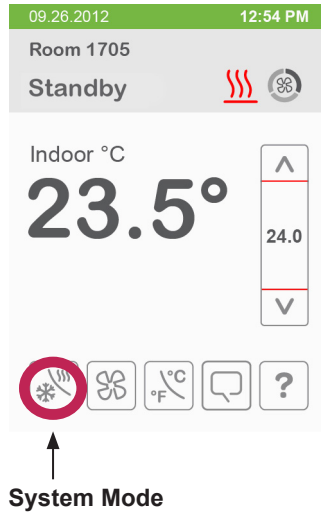 09.26.2012 12:54 PM
Room 1705
Standby
Indoor °C
23.5°
24.0
°F °C ?
System Mode